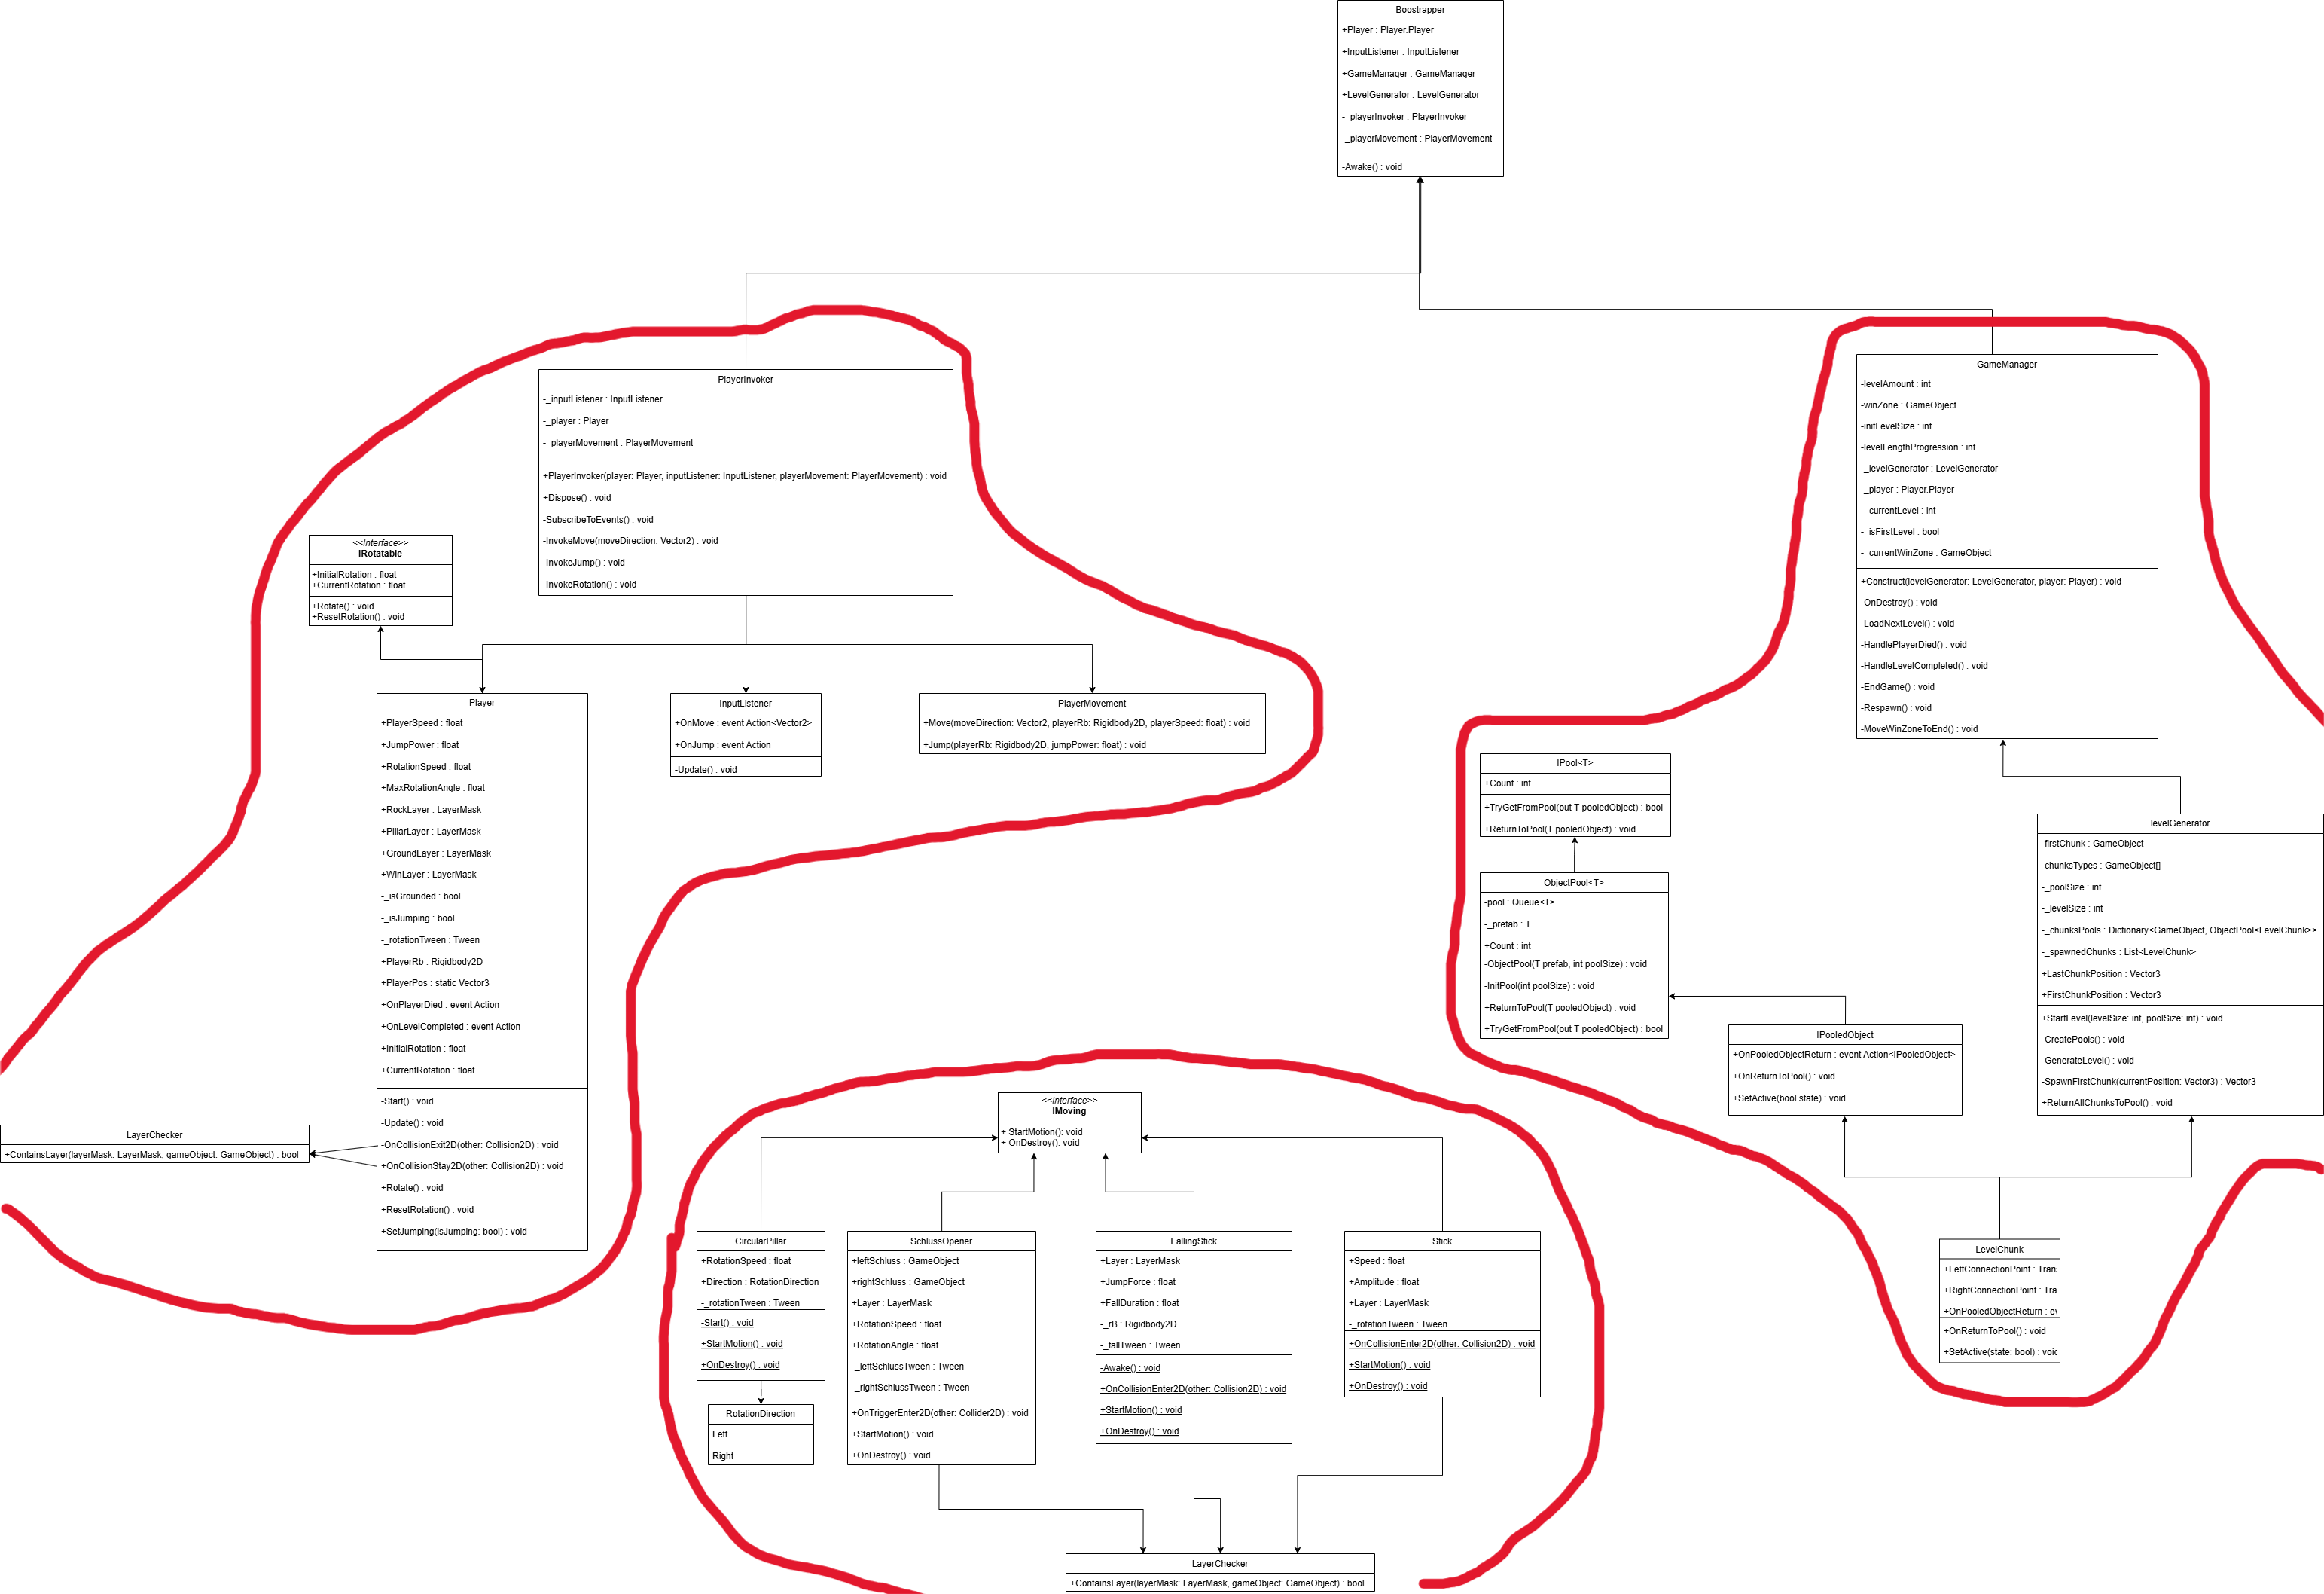 Boostrapper
+Player : Player.Player
+InputListener : InputListener
+GameManager : GameManager
+LevelGenerator : LevelGenerator
-_playerInvoker : PlayerInvoker
-_playerMovement : PlayerMovement
-Awake() : void
PlayerInvoker
-_inputListener : InputListener
-_player : Player
-_playerMovement : PlayerMovement
+PlayerInvoker(player: Player, inputListener: InputListener, playerMovement: PlayerMovement) : void
+Dispose() : void
-SubscribeToEvents() : void
-InvokeMove(moveDirection: Vector2) : void
-InvokeJump() : void
-InvokeRotation() : void
<<Interface>>
IRotatable
+InitialRotation : float
+CurrentRotation : float
+Rotate() : void
+ResetRotation() : void
Player
+PlayerSpeed : float
+JumpPower : float
+RotationSpeed : float
+MaxRotationAngle : float
+RockLayer : LayerMask
+PillarLayer : LayerMask
+GroundLayer : LayerMask
+WinLayer : LayerMask
-_isGrounded : bool
-_isJumping : bool
-_rotationTween : Tween
+PlayerRb : Rigidbody2D
+PlayerPos : static Vector3
+OnPlayerDied : event Action
+OnLevelCompleted : event Action
+InitialRotation : float
+CurrentRotation : float
-Start() : void
-Update() : void
-OnCollisionExit2D(other: Collision2D) : void
+OnCollisionStay2D(other: Collision2D) : void
+Rotate() : void
+ResetRotation() : void
+SetJumping(isJumping: bool) : void
InputListener
+OnMove : event Action<Vector2>
+OnJump : event Action
-Update() : void
PlayerMovement
+Move(moveDirection: Vector2, playerRb: Rigidbody2D, playerSpeed: float) : void
+Jump(playerRb: Rigidbody2D, jumpPower: float) : void
LayerChecker
+ContainsLayer(layerMask: LayerMask, gameObject: GameObject) : bool
GameManager
-levelAmount : int
-winZone : GameObject
-initLevelSize : int
-levelLengthProgression : int
-_levelGenerator : LevelGenerator
-_player : Player.Player
-_currentLevel : int
-_isFirstLevel : bool
-_currentWinZone : GameObject
+Construct(levelGenerator: LevelGenerator, player: Player) : void
-OnDestroy() : void
-LoadNextLevel() : void
-HandlePlayerDied() : void
-HandleLevelCompleted() : void
-EndGame() : void
-Respawn() : void
-MoveWinZoneToEnd() : void
IPool<T>
+Count : int
+TryGetFromPool(out T pooledObject) : bool
+ReturnToPool(T pooledObject) : void
ObjectPool<T>
-pool : Queue<T>
-_prefab : T
+Count : int
-ObjectPool(T prefab, int poolSize) : void
-InitPool(int poolSize) : void
+ReturnToPool(T pooledObject) : void
+TryGetFromPool(out T pooledObject) : bool
levelGenerator
-firstChunk : GameObject
-chunksTypes : GameObject[]
-_poolSize : int
-_levelSize : int
-_chunksPools : Dictionary<GameObject, ObjectPool<LevelChunk>>
-_spawnedChunks : List<LevelChunk>
+LastChunkPosition : Vector3
+FirstChunkPosition : Vector3
+StartLevel(levelSize: int, poolSize: int) : void
-CreatePools() : void
-GenerateLevel() : void
-SpawnFirstChunk(currentPosition: Vector3) : Vector3
+ReturnAllChunksToPool() : void
IPooledObject
+OnPooledObjectReturn : event Action<IPooledObject>
+OnReturnToPool() : void
+SetActive(bool state) : void
LevelChunk
+LeftConnectionPoint : Tran
+RightConnectionPoint : Tra
+OnPooledObjectReturn : ev
+OnReturnToPool() : void
+SetActive(state: bool) : void
<<Interface>>
IMoving
+ StartMotion(): void
+ OnDestroy(): void
CircularPillar
+RotationSpeed : float
+Direction : RotationDirection
-_rotationTween : Tween
-Start() : void
+StartMotion() : void
+OnDestroy() : void
RotationDirection
Left
Right
SchlussOpener
+leftSchluss : GameObject
+rightSchluss : GameObject
+Layer : LayerMask
+RotationSpeed : float
+RotationAngle : float
-_leftSchlussTween : Tween
-_rightSchlussTween : Tween
+OnTriggerEnter2D(other: Collider2D) : void
+StartMotion() : void
+OnDestroy() : void
FallingStick
+Layer : LayerMask
+JumpForce : float
+FallDuration : float
-_rB : Rigidbody2D
-_fallTween : Tween
-Awake() : void
+OnCollisionEnter2D(other: Collision2D) : void
+StartMotion() : void
+OnDestroy() : void
Stick
+Speed : float
+Amplitude : float
+Layer : LayerMask
-_rotationTween : Tween
+OnCollisionEnter2D(other: Collision2D) : void
+StartMotion() : void
+OnDestroy() : void
LayerChecker
+ContainsLayer(layerMask: LayerMask, gameObject: GameObject) : bool